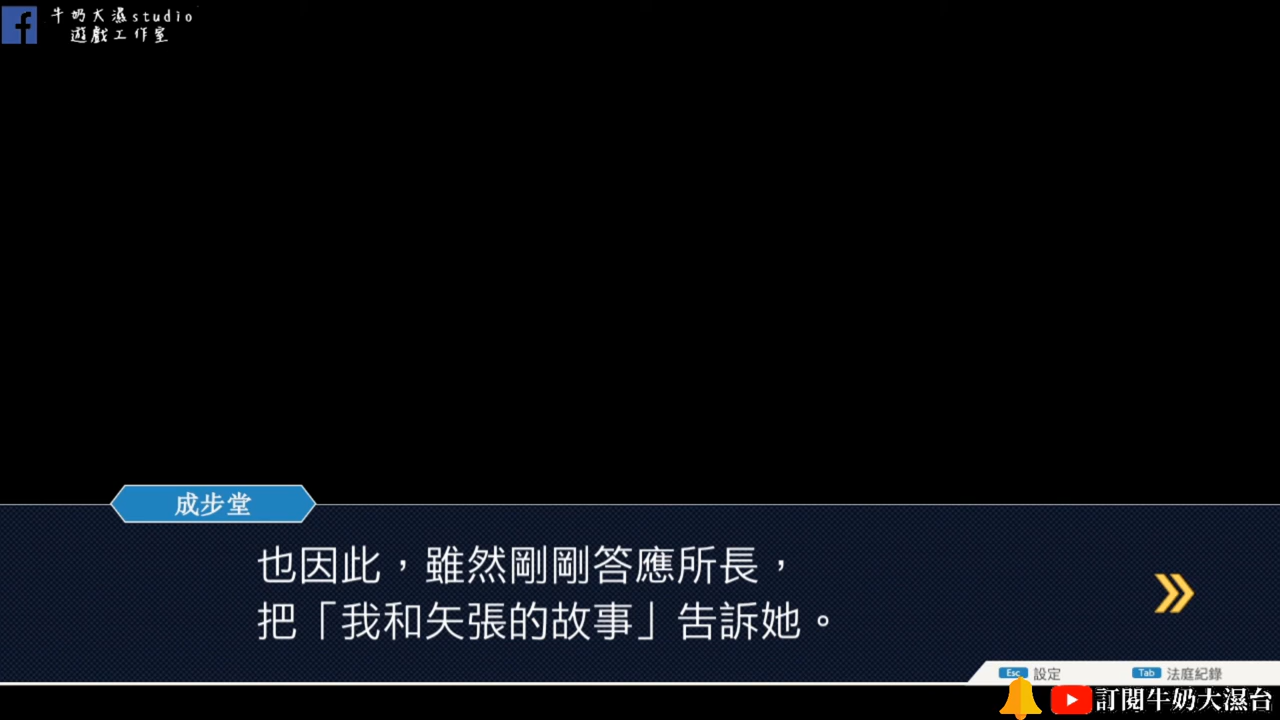 牛奶大濕studio
遊戲工作室
成步堂
也因此，雖然剛剛答應所長，
把「我和矢張的故事」告訴她。
Esc 設定
Tab 法庭紀錄
訂閱牛奶大濕台